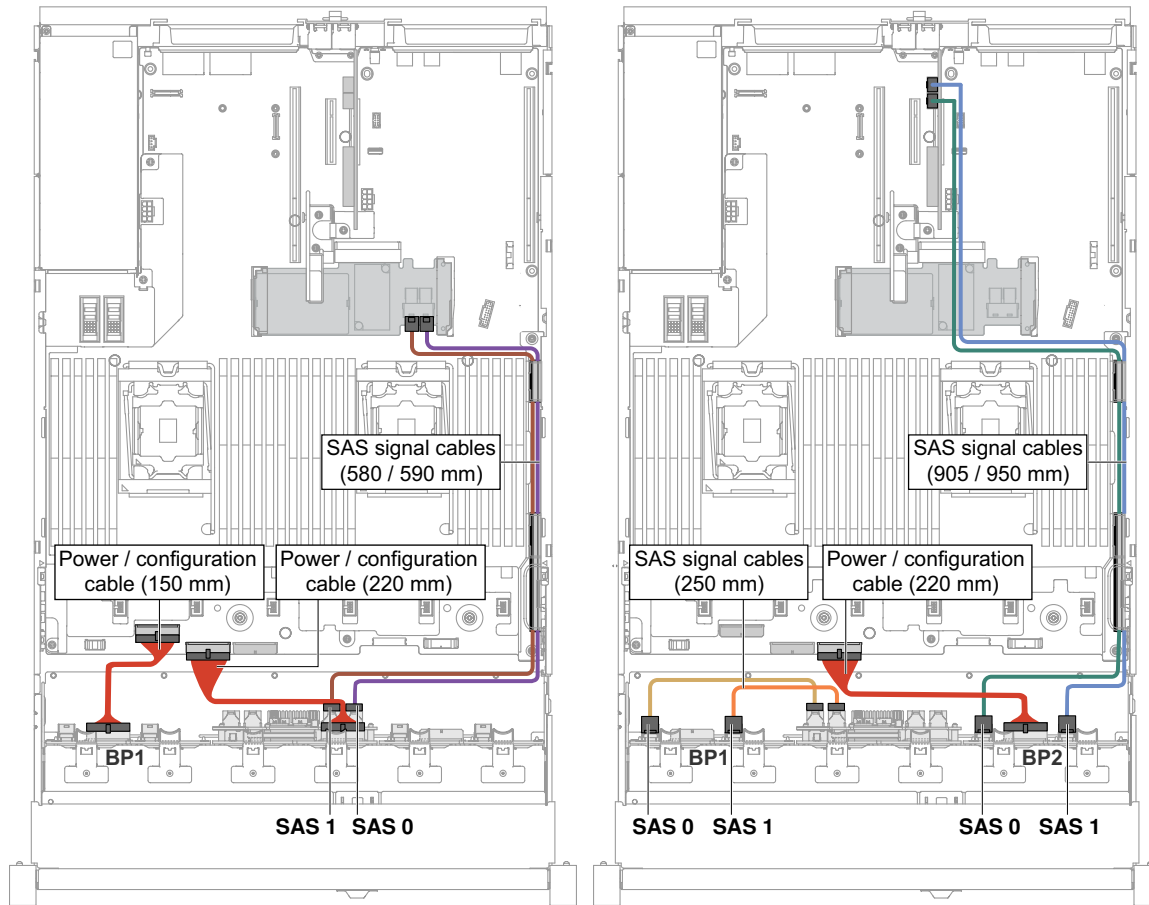 SAS signal cables
(580 / 590 mm)
Power / configuration
cable (150 mm)
Power / configuration
cable (220 mm)
BP1
SAS 1
SAS 0
SAS signal cables
(905 / 950 mm)
SAS signal cables
(250 mm)
Power / configuration
cable (220 mm)
BP1
BP2
SAS 0
SAS 1
SAS 0
SAS 1